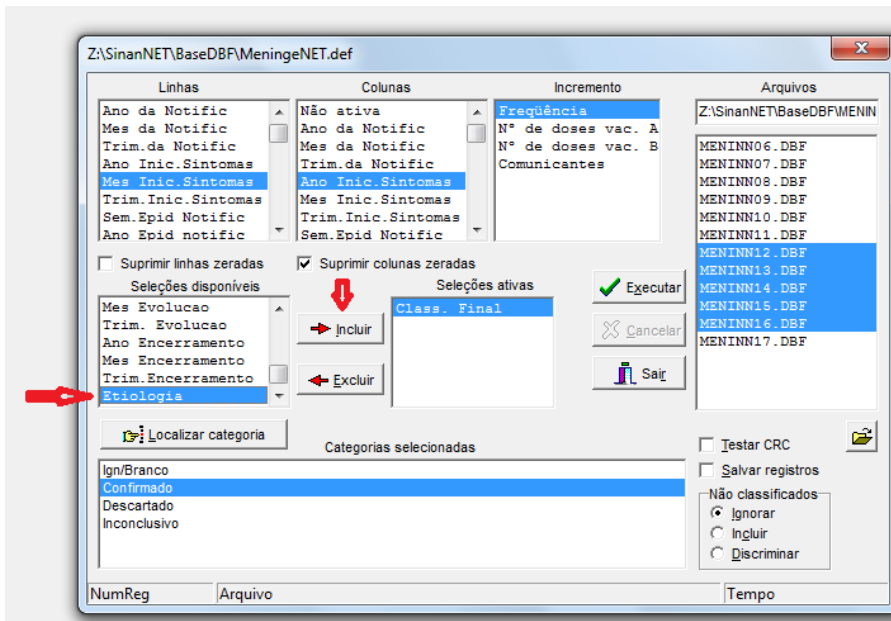 Z:\SinanNET\BaseDBF\MeningeNET.def
Linhas
Ano da Notific
Mes da Notific
Trim.da Notific
Ano Inic.Sintomas
Mes Inic.Sintomas
Trim.Inic.Sintomas
Sem.Epid Notific
Ano Epid notific
Suprimir linhas zeradas
Colunas
Não ativa
Ano da Notific
Mes da Notific
Trim.da Notific
Ano Inic.Sintomas
Mes Inic.Sintomas
Trim.Inic.Sintomas
Sem.Epid Notific
Suprimir colunas zeradas
Incremento
Freqüência
N° de doses vac. A
N° de doses vac. B
Comunicantes
Arquivos
Z:\SinanNET\BaseDBF\MENIN
MENINN06.DBF
MENINN07.DBF
MENINN08.DBF
MENINN09.DBF
MENINN10.DBF
MENINN11.DBF
MENINN12.DBF
MENINN13.DBF
MENINN14.DBF
MENINN15.DBF
MENINN16.DBF
MENINN17.DBF
Seleções disponíveis
Mes Evolucao
Trim. Evolucao
Ano Encerramento
Mes Encerramento
Trim.Encerramento
Etiologia
Incluir
Excluir
Seleções ativas
Class. Final
Executar
Cancelar
Sair
Localizar categoria
Categorias selecionadas
Ign/Branco
Confirmado
Descartado
Inconclusivo
Testar CRC
Salvar registros
Não classificados
Ignorar
Incluir
Discriminar
NumReg
Arquivo
Tempo